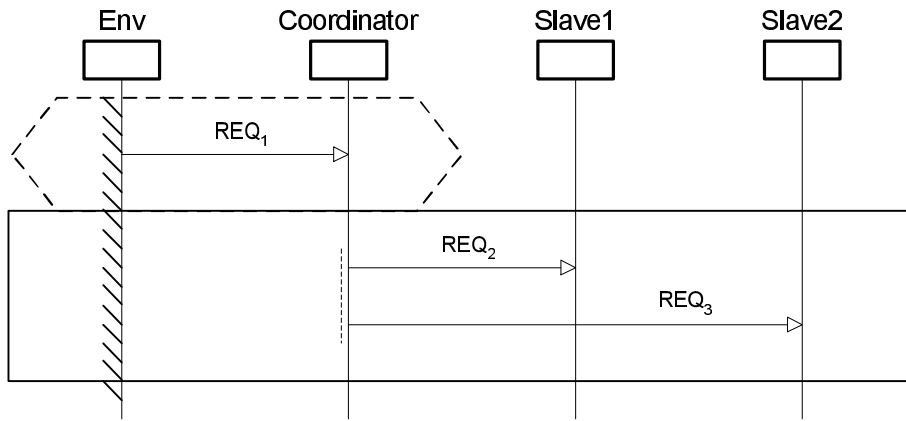 Env Coordinator Slave1 Slave2
REQ₁
REQ₂
REQ₃